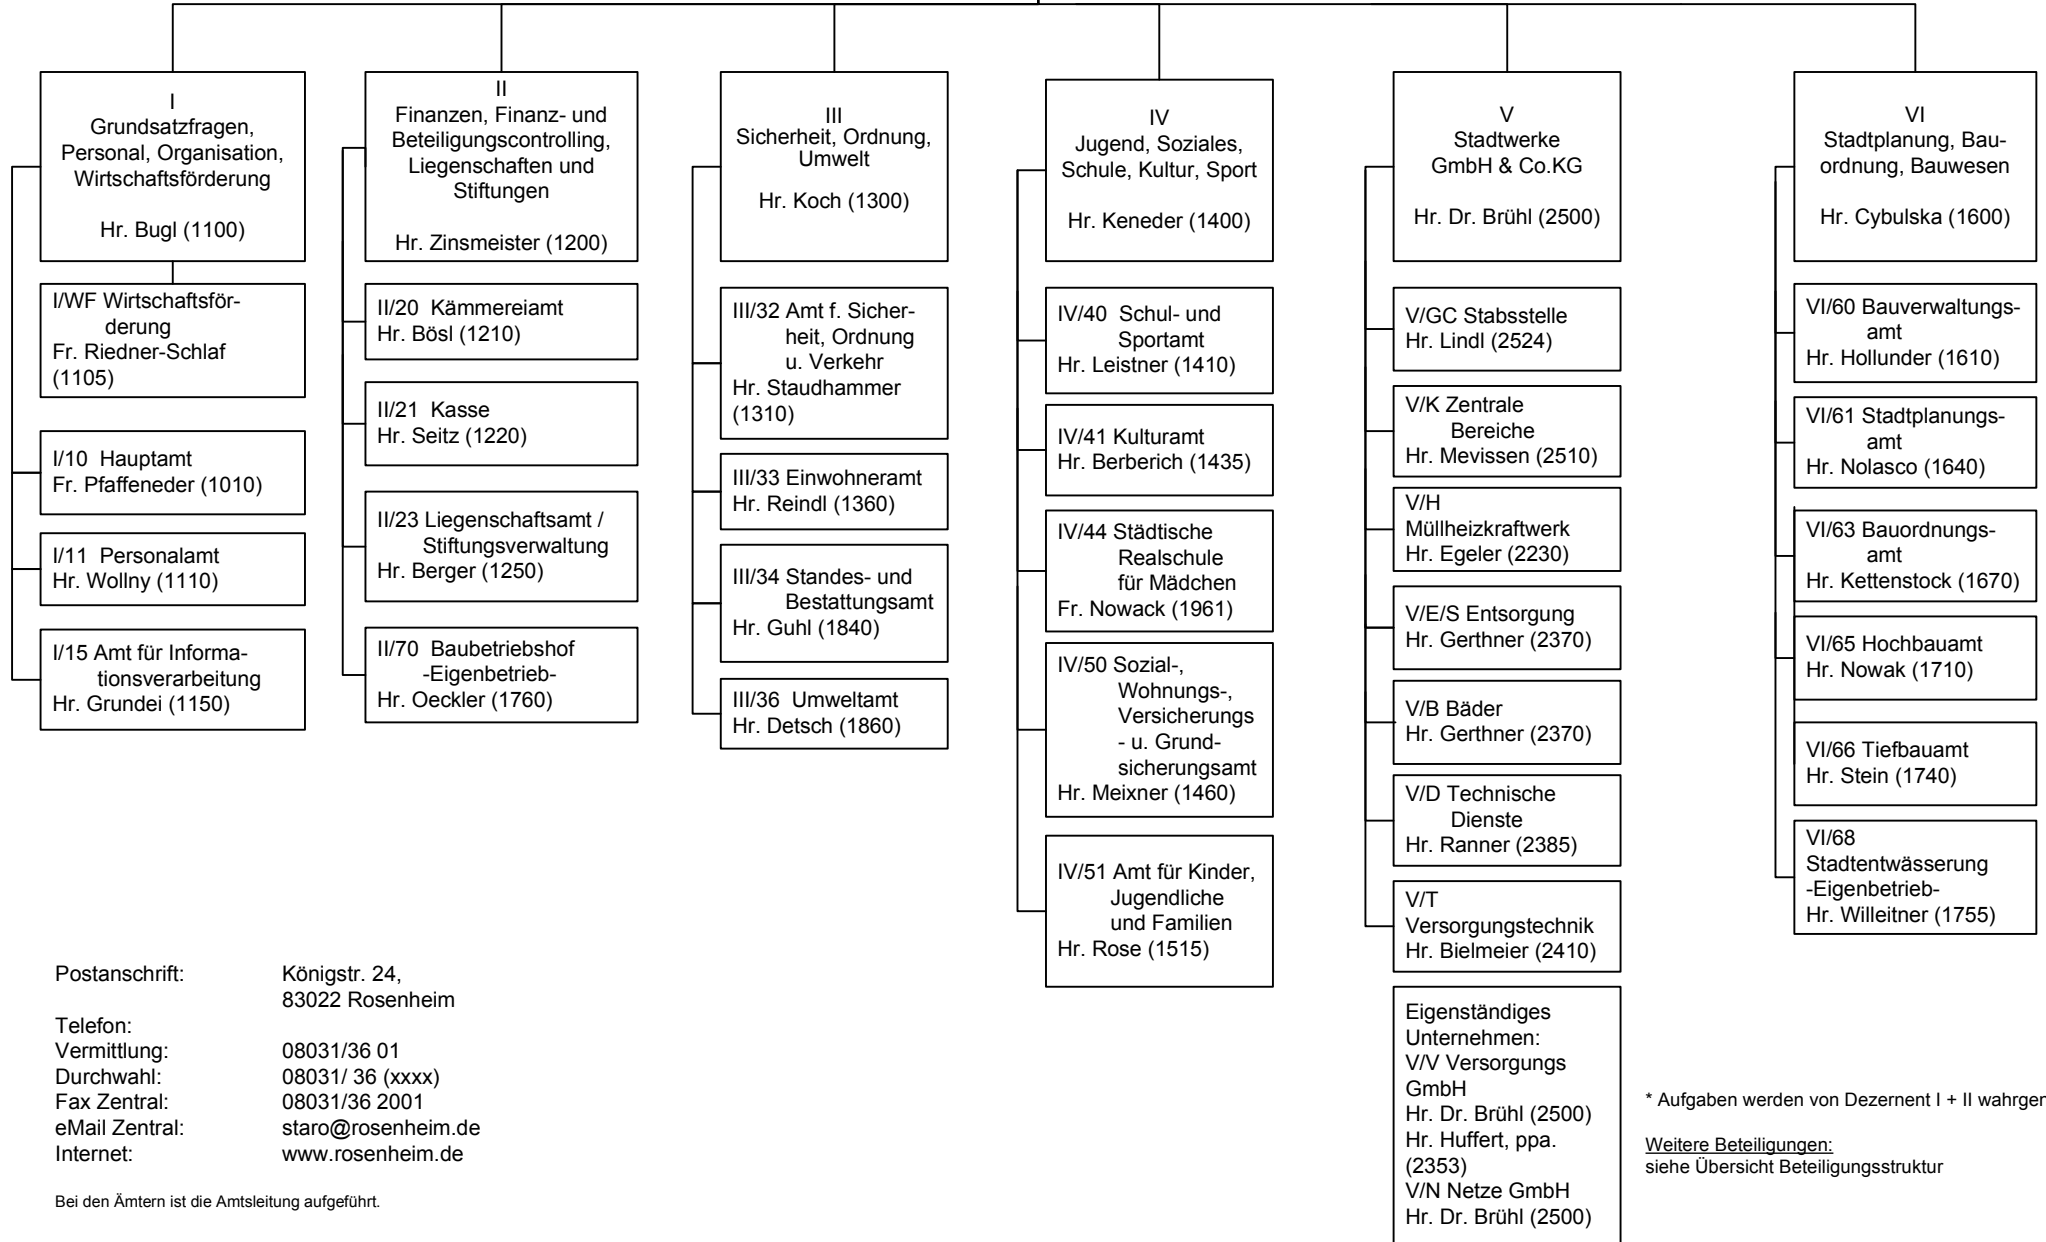 I
Grundsatzfragen,
Personal, Organisation,
Wirtschaftsförderung
Hr. Bugl (1100)
I/WF Wirtschaftsför-
derung
Fr. Riedner-Schlaf
(1105)
I/10 Hauptamt
Fr. Pfaffeneder (1010)
I/11 Personalamt
Hr. Wollny (1110)
I/15 Amt für Informa-
tionsverarbeitung
Hr. Grundei (1150)
II
Finanzen, Finanz- und
Beteiligungscontrolling,
Liegenschaften und
Stiftungen
Hr. Zinsmeister (1200)
II/20 Kämmereiamt
Hr. Bösl (1210)
II/21 Kasse
Hr. Seitz (1220)
II/23 Liegenschaftsamt /
Stiftungsverwaltung
Hr. Berger (1250)
II/70 Baubetriebshof
-Eigenbetrieb-
Hr. Oeckler (1760)
III
Sicherheit, Ordnung,
Umwelt
Hr. Koch (1300)
III/32 Amt f. Sicher-
heit, Ordnung
u. Verkehr
Hr. Staudhammer
(1310)
III/33 Einwohneramt
Hr. Reindl (1360)
III/34 Standes- und
Bestattungsamt
Hr. Guhl (1840)
III/36 Umweltamt
Hr. Detsch (1860)
IV
Jugend, Soziales,
Schule, Kultur, Sport
Hr. Keneder (1400)
IV/40 Schul- und
Sportamt
Hr. Leistner (1410)
IV/41 Kulturamt
Hr. Berberich (1435)
IV/44 Städtische
Realschule
für Mädchen
Fr. Nowack (1961)
IV/50 Sozial-,
Wohnungs-,
Versicherungs
- u. Grund-
sicherungsamt
Hr. Meixner (1460)
IV/51 Amt für Kinder,
Jugendliche
und Familien
Hr. Rose (1515)
V
Stadtwerke
GmbH & Co.KG
Hr. Dr. Brühl (2500)
V/GC Stabsstelle
Hr. Lindl (2524)
V/K Zentrale
Bereiche
Hr. Mevissen (2510)
V/H
Müllheizkraftwerk
Hr. Egeler (2230)
V/E/S Entsorgung
Hr. Gerthner (2370)
V/B Bäder
Hr. Gerthner (2370)
V/D Technische
Dienste
Hr. Ranner (2385)
V/T
Versorgungstechnik
Hr. Bielmeier (2410)
Eigenständiges
Unternehmen:
V/V Versorgungs
GmbH
Hr. Dr. Brühl (2500)
Hr. Huffert, ppa.
(2353)
V/N Netze GmbH
Hr. Dr. Brühl (2500)
VI
Stadtplanung, Bau-
ordnung, Bauwesen
Hr. Cybulska (1600)
VI/60 Bauverwaltungs-
amt
Hr. Hollunder (1610)
VI/61 Stadtplanungs-
amt
Hr. Nolasco (1640)
VI/63 Bauordnungs-
amt
Hr. Kettenstock (1670)
VI/65 Hochbauamt
Hr. Nowak (1710)
VI/66 Tiefbauamt
Hr. Stein (1740)
VI/68
Stadtentwässerung
-Eigenbetrieb-
Hr. Willeitner (1755)
Postanschrift: Königstr. 24,
83022 Rosenheim
Telefon:
Vermittlung: 08031/36 01
Durchwahl: 08031/ 36 (xxxx)
Fax Zentral: 08031/36 2001
eMail Zentral: staro@rosenheim.de
Internet: www.rosenheim.de
Bei den Ämtern ist die Amtsleitung aufgeführt.
* Aufgaben werden von Dezernent I + II wahrgen
Weitere Beteiligungen:
siehe Übersicht Beteiligungsstruktur